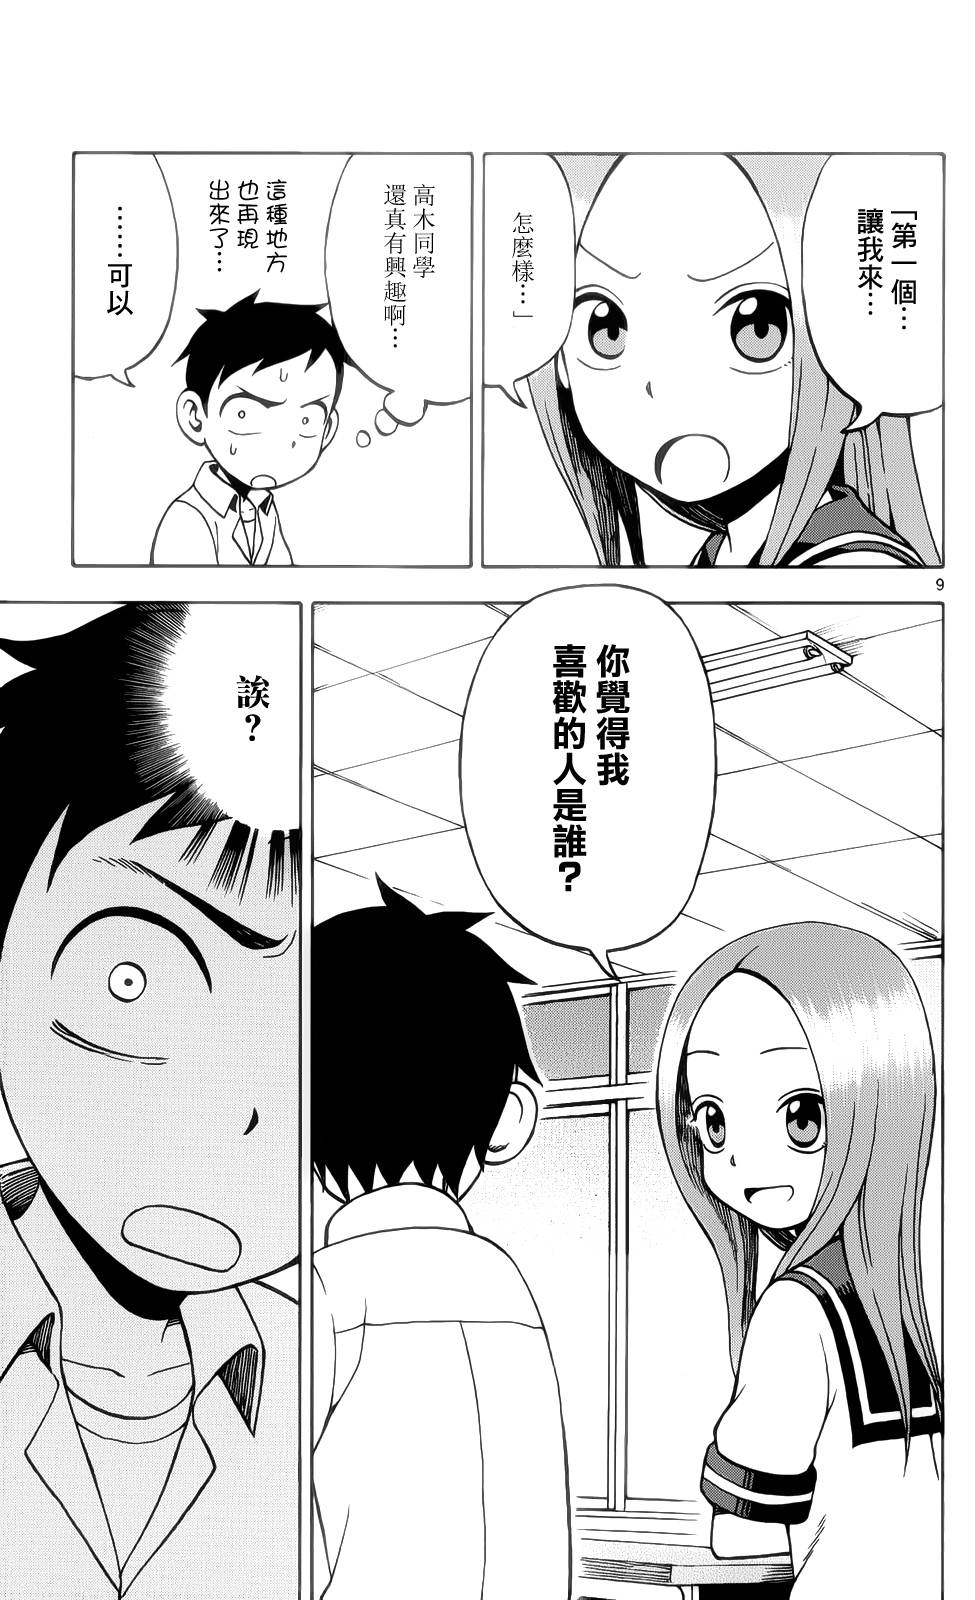 「第一個…
讓我來…
怎麼樣…」
高木同學
還真有興趣啊…
這種地方
也再現
出來了…
……可以
9
你覺得我
喜歡的人是誰？
誒？